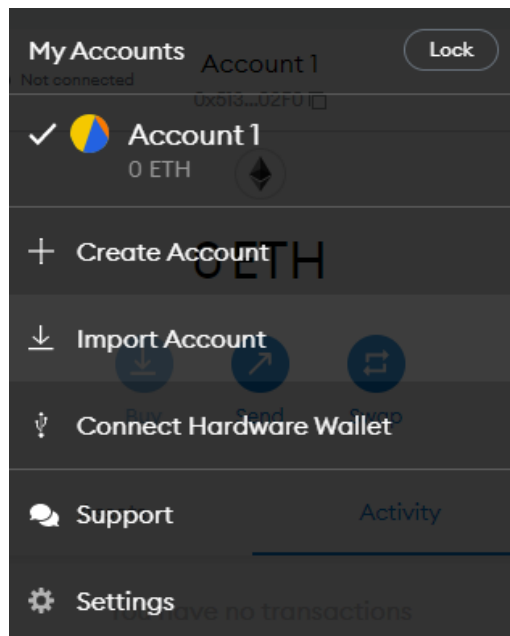 My Accounts
Lock
Account 1
Not connected
0x513...02F0
Account 1
0 ETH
Create Account
0 ETH
Import Account
Buy
Send
Swap
Connect Hardware Wallet
Support
Activity
Settings
You have no transactions